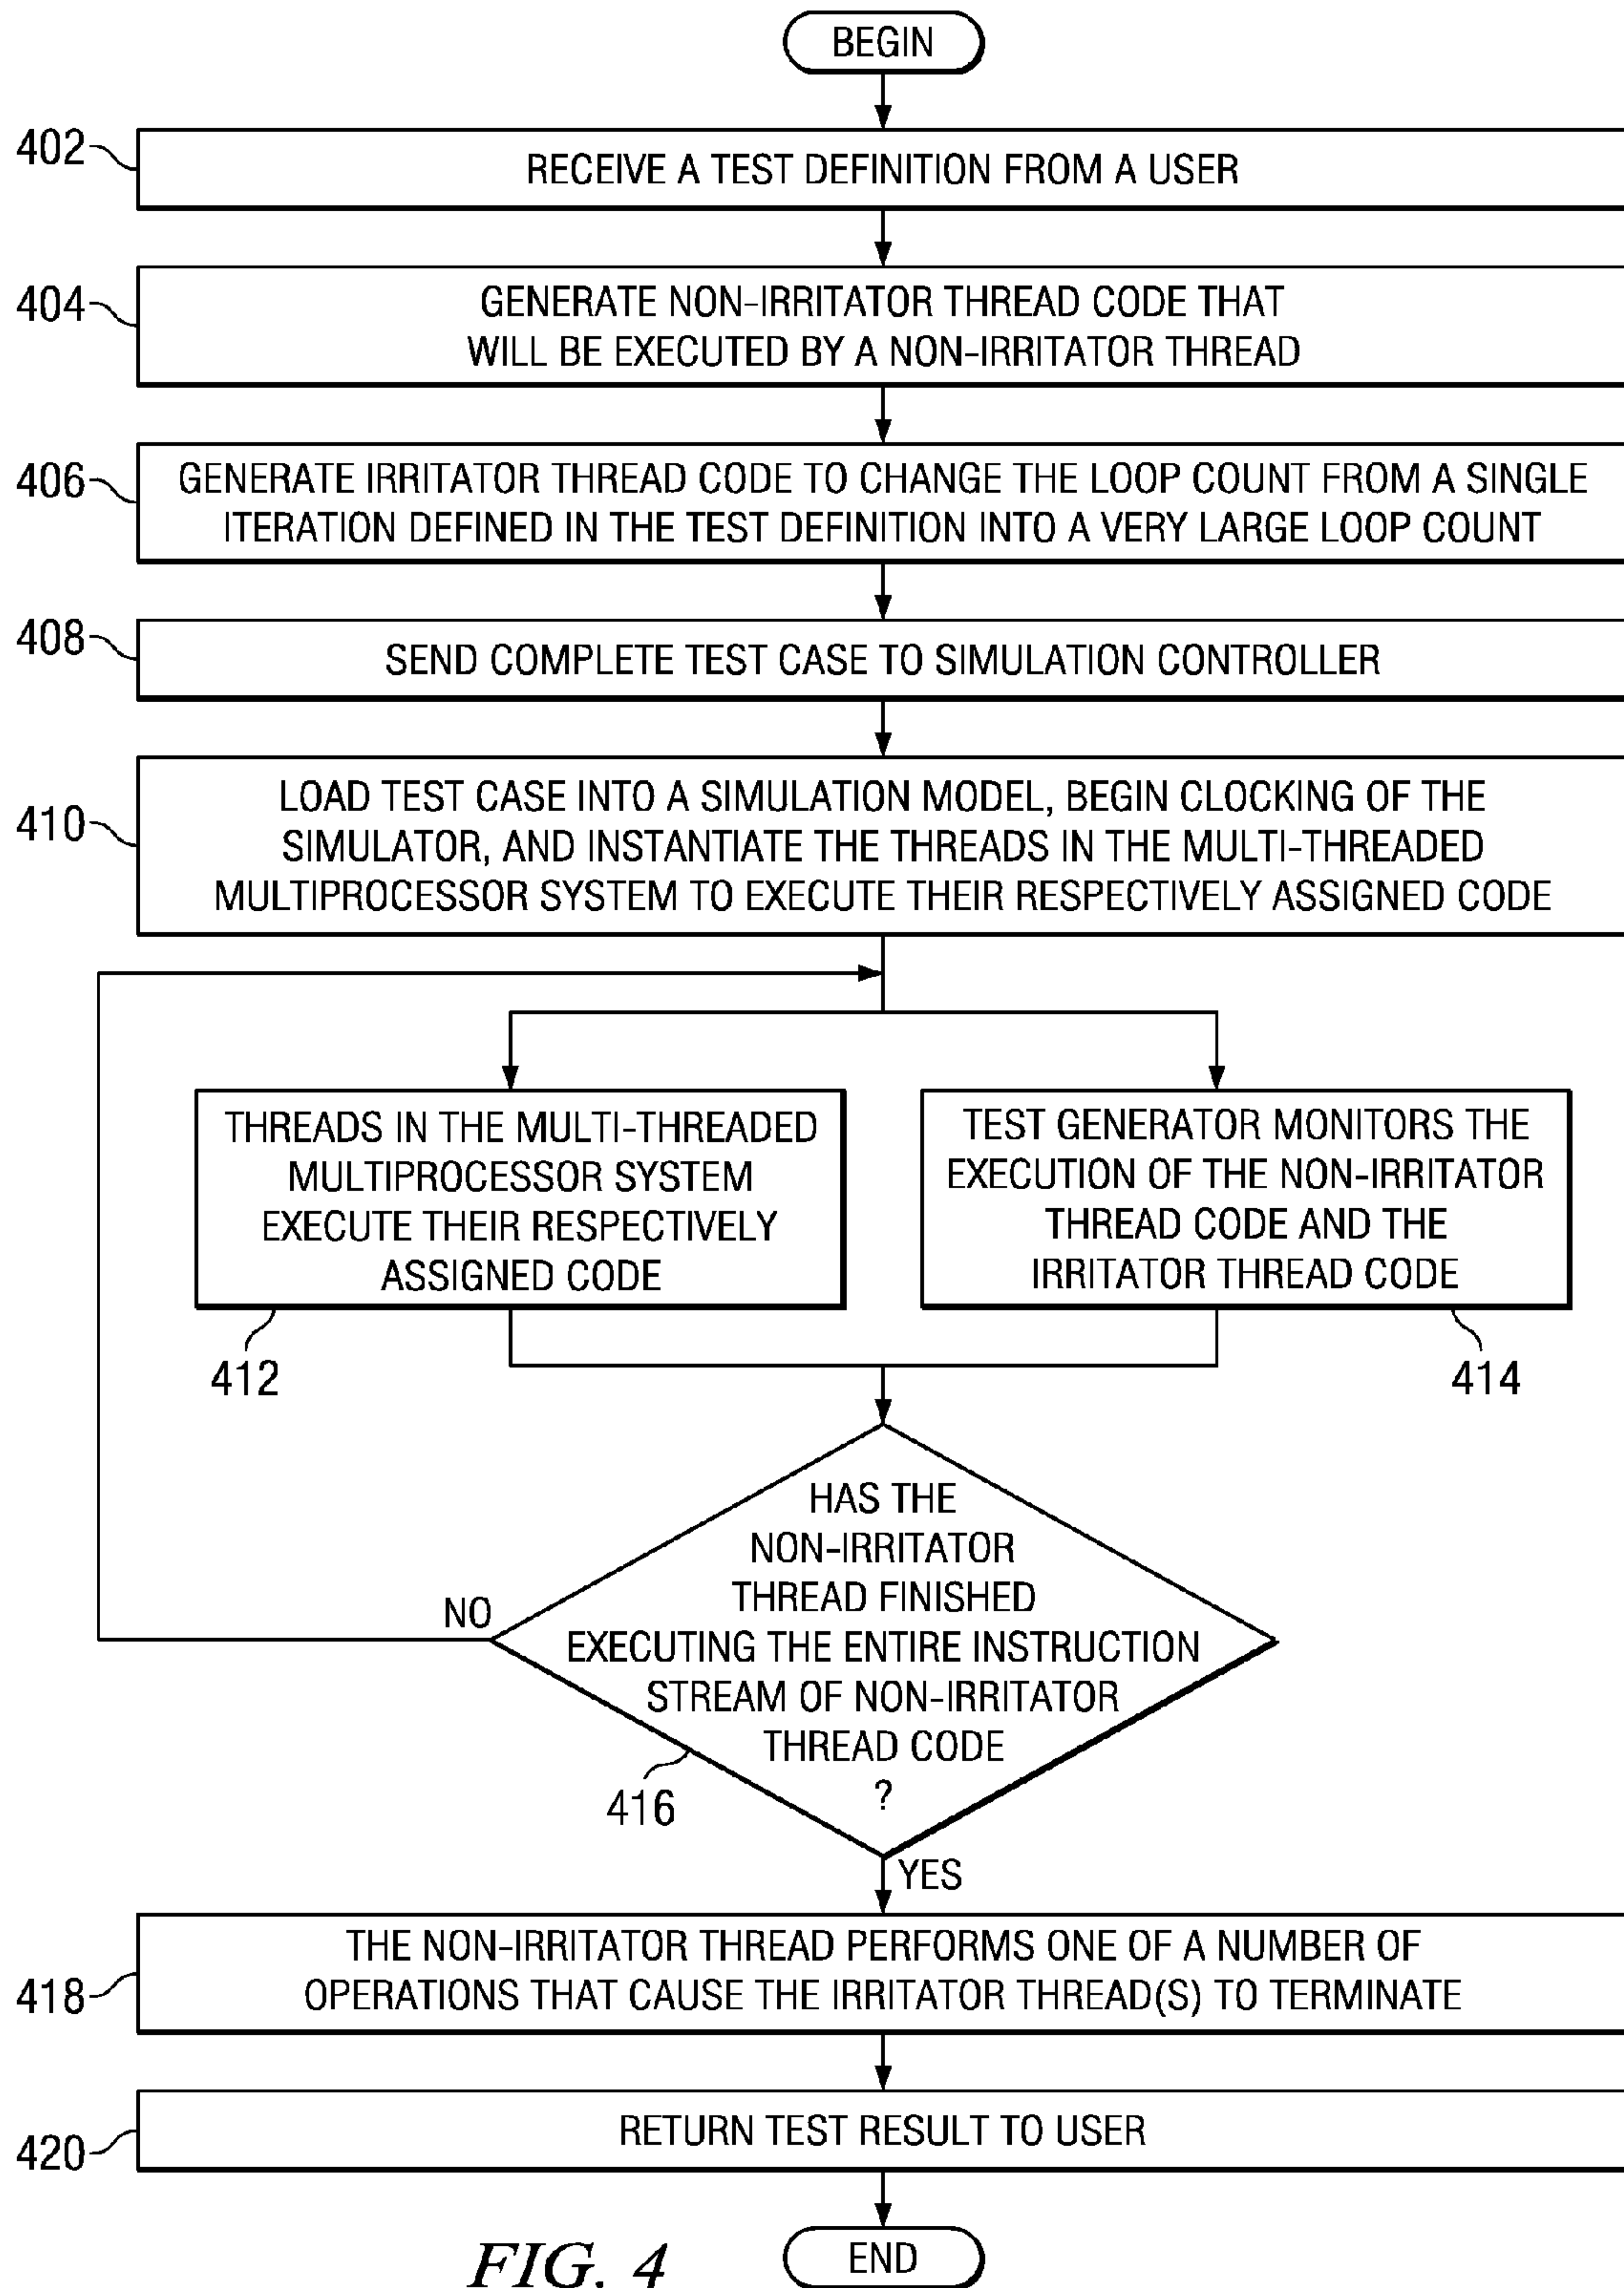 BEGIN
402
RECEIVE A TEST DEFINITION FROM A USER
404
GENERATE NON-IRRITATOR THREAD CODE THAT
WILL BE EXECUTED BY A NON-IRRITATOR THREAD
406
GENERATE IRRITATOR THREAD CODE TO CHANGE THE LOOP COUNT FROM A SINGLE
ITERATION DEFINED IN THE TEST DEFINITION INTO A VERY LARGE LOOP COUNT
408
SEND COMPLETE TEST CASE TO SIMULATION CONTROLLER
410
LOAD TEST CASE INTO A SIMULATION MODEL, BEGIN CLOCKING OF THE
SIMULATOR, AND INSTANTIATE THE THREADS IN THE MULTI-THREADED
MULTIPROCESSOR SYSTEM TO EXECUTE THEIR RESPECTIVELY ASSIGNED CODE
THREADS IN THE MULTI-THREADED
MULTIPROCESSOR SYSTEM
EXECUTE THEIR RESPECTIVELY
ASSIGNED CODE
412
TEST GENERATOR MONITORS THE
EXECUTION OF THE NON-IRRITATOR
THREAD CODE AND THE
IRRITATOR THREAD CODE
414
HAS THE
NON-IRRITATOR
THREAD FINISHED
EXECUTING THE ENTIRE INSTRUCTION
STREAM OF NON-IRRITATOR
THREAD CODE
?
NO
416
YES
418
THE NON-IRRITATOR THREAD PERFORMS ONE OF A NUMBER OF
OPERATIONS THAT CAUSE THE IRRITATOR THREAD(S) TO TERMINATE
420
RETURN TEST RESULT TO USER
END
FIG. 4